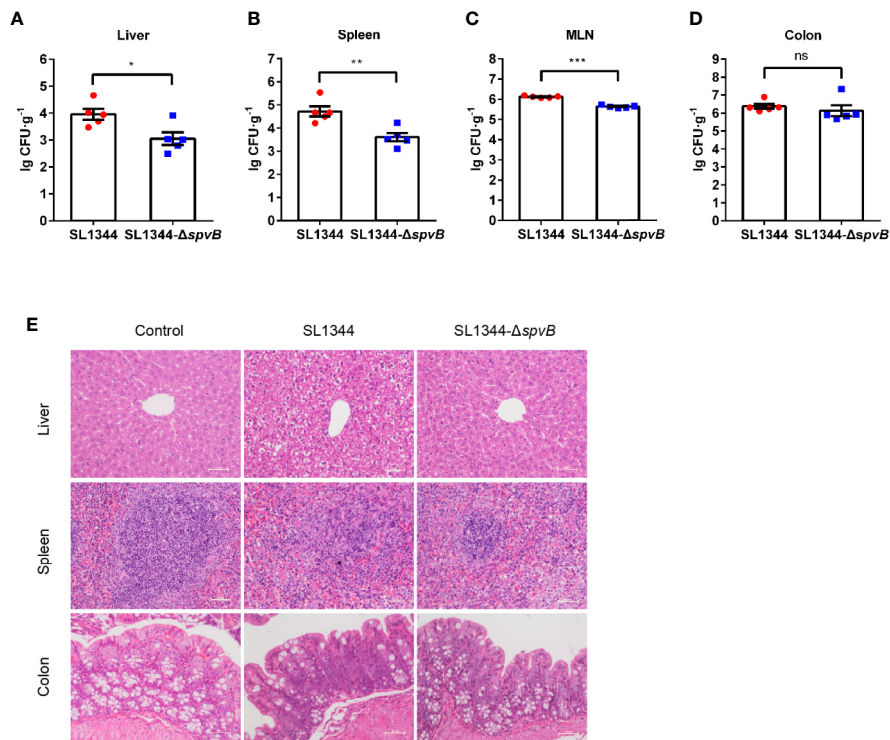 A
Liver
lg CFU·g⁻¹
6
5
4
3
2
1
0
*
SL1344 SL1344-ΔspvB
B
Spleen
lg CFU·g⁻¹
7
6
5
4
3
2
1
0
**
SL1344 SL1344-ΔspvB
C
MLN
lg CFU·g⁻¹
8
7
6
5
4
3
2
1
0
***
SL1344 SL1344-ΔspvB
D
Colon
lg CFU·g⁻¹
9
8
7
6
5
4
3
2
1
0
ns
SL1344 SL1344-ΔspvB
E
Control SL1344 SL1344-ΔspvB
Liver
Spleen
Colon